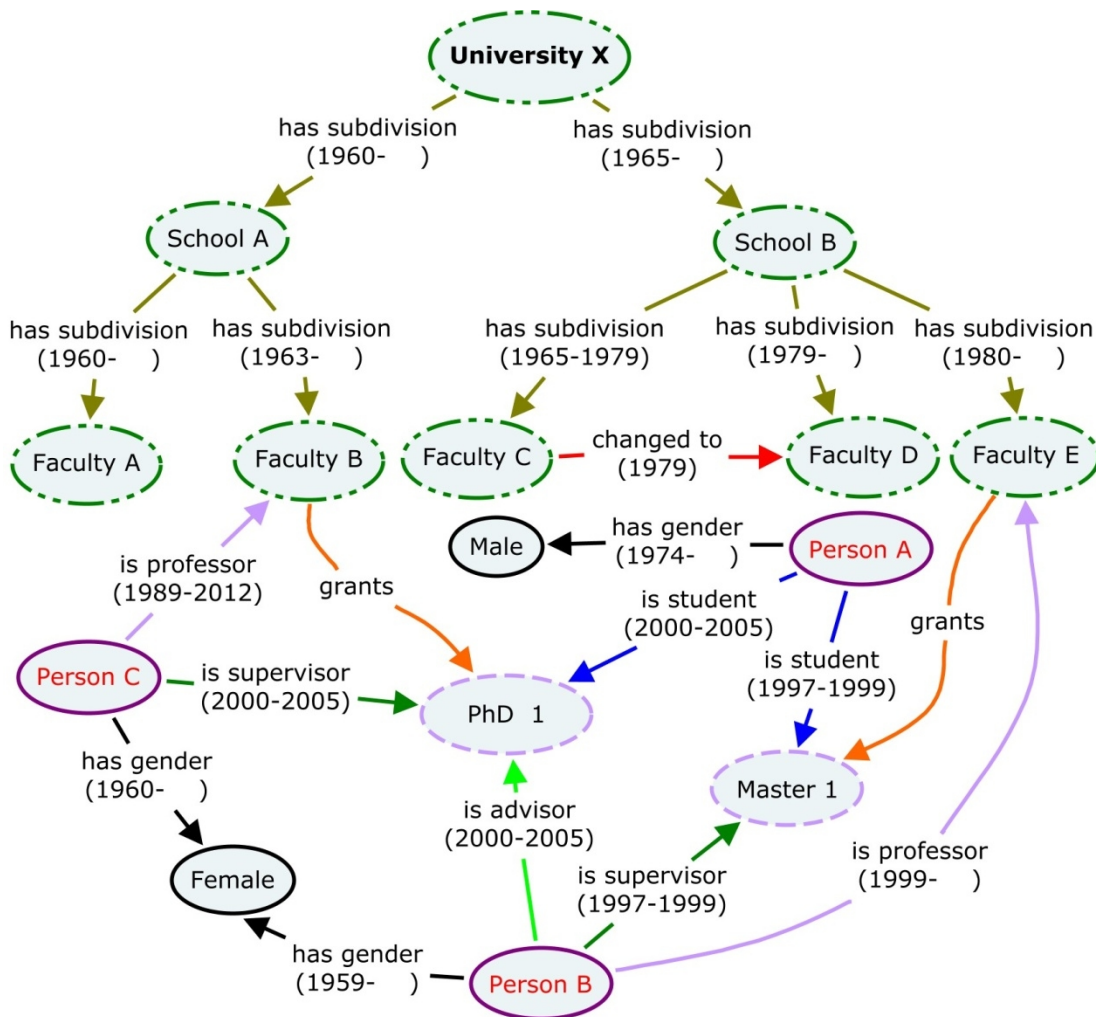 University X
has subdivision
(1960-    )
has subdivision
(1965-    )
School A
School B
has subdivision
(1960-    )
has subdivision
(1963-    )
has subdivision
(1965-1979)
has subdivision
(1979-    )
has subdivision
(1980-    )
Faculty A
Faculty B
Faculty C
changed to
(1979)
Faculty D
Faculty E
Male
has gender
(1974-    )
Person A
is professor
(1989-2012)
grants
is student
(2000-2005)
grants
Person C
is supervisor
(2000-2005)
is student
(1997-1999)
PhD 1
has gender
(1960-    )
Master 1
is advisor
(2000-2005)
is professor
(1999-    )
Female
is supervisor
(1997-1999)
has gender
(1959-    )
Person B